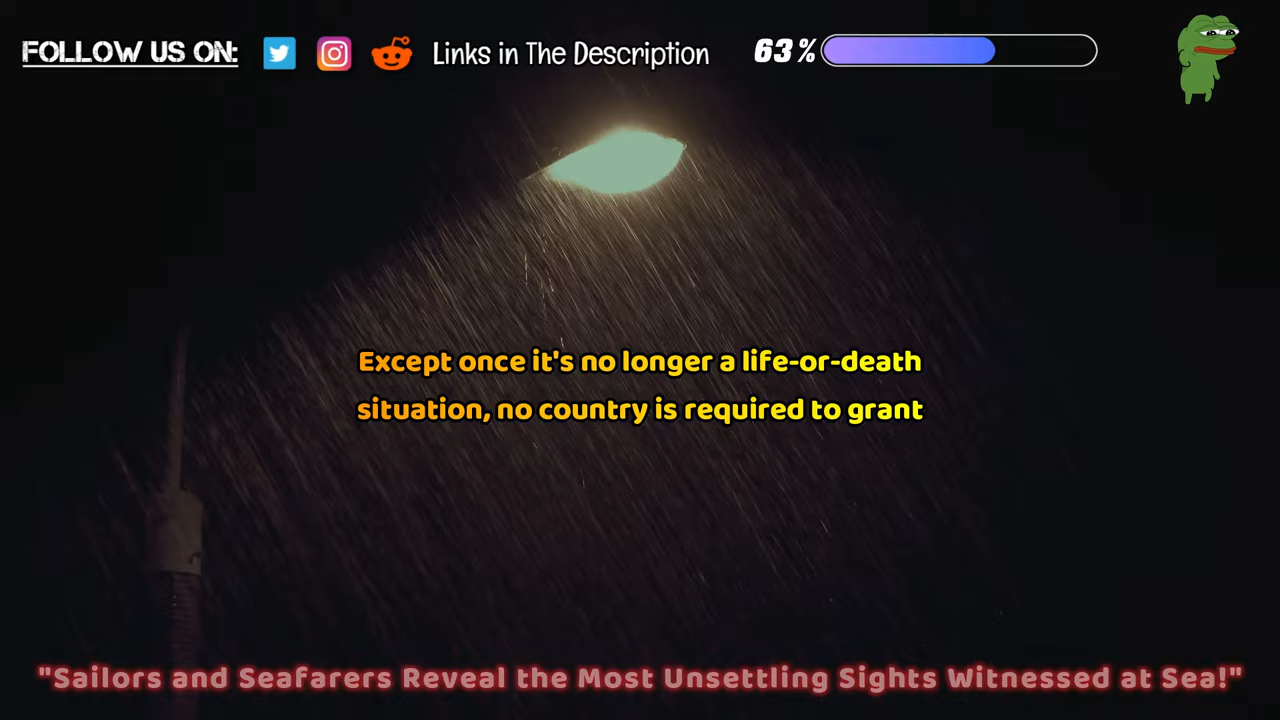 FOLLOW US ON: Links in The Description 63%
Except once it's no longer a life-or-death
situation, no country is required to grant
"Sailors and Seafarers Reveal the Most Unsettling Sights Witnessed at Sea!"